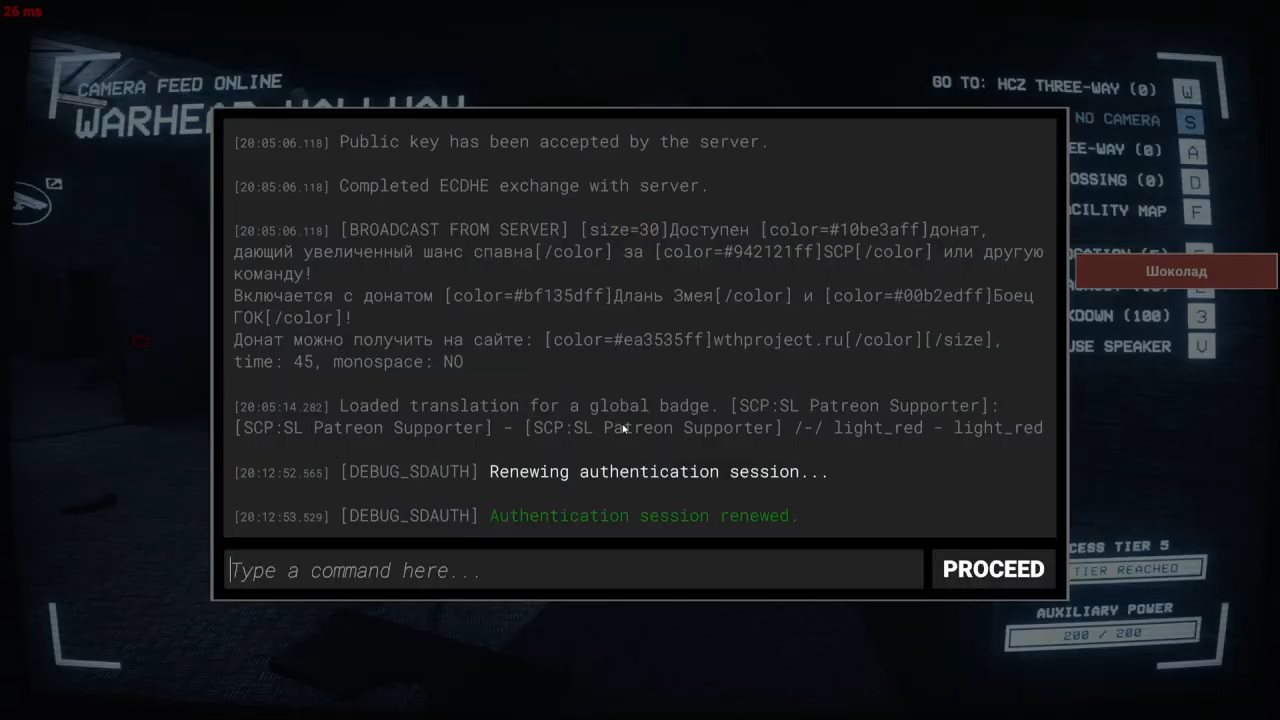 26 ms
CAMERA FEED ONLINE
GO TO: HCZ THREE-WAY (0) W
NO CAMERA S
EE-WAY (0) A
OSSING (0) D
CILITY MAP F
[20:05:06.118] Public key has been accepted by the server.
[20:05:06.118] Completed ECDHE exchange with server.
[20:05:06.118] [BROADCAST FROM SERVER] [size=30]Доступен [color=#10be3aff]донат,
дающий увеличенный шанс спавна[/color] за [color=#942121ff]SCP[/color] или другую
команду!
Включается с донатом [color=#bf135dff]Длань Змея[/color] и [color=#00b2edff]Боец
ГОК[/color]!
Донат можно получить на сайте: [color=#ea3535ff]wthproject.ru[/color][/size],
time: 45, monospace: NO
[20:05:14.282] Loaded translation for a global badge. [SCP:SL Patreon Supporter]:
[SCP:SL Patreon Supporter] - [SCP:SL Patreon Supporter] /-/ light_red - light_red
[20:12:52.565] [DEBUG_SDAUTH] Renewing authentication session...
[20:12:53.529] [DEBUG_SDAUTH] Authentication session renewed.
Type a command here...
PROCEED
Шоколад
KDOWN (100) 3
USE SPEAKER V
CESS TIER 5
TIER REACHED
AUXILIARY POWER
200 / 200